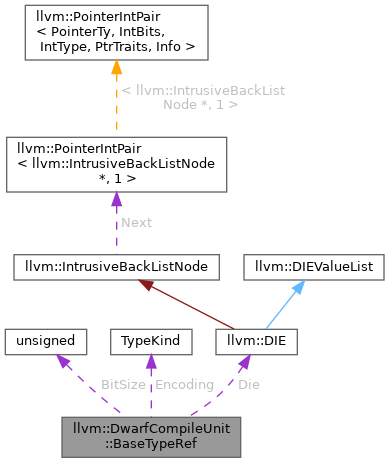 llvm::PointerIntPair
< PointerTy, IntBits,
IntType, PtrTraits, Info >
< llvm::IntrusiveBackList
Node *, 1 >
llvm::PointerIntPair
< llvm::IntrusiveBackListNode
*, 1 >
Next
llvm::IntrusiveBackListNode
llvm::DIEValueList
unsigned
TypeKind
llvm::DIE
BitSize
Encoding
Die
llvm::DwarfCompileUnit
::BaseTypeRef